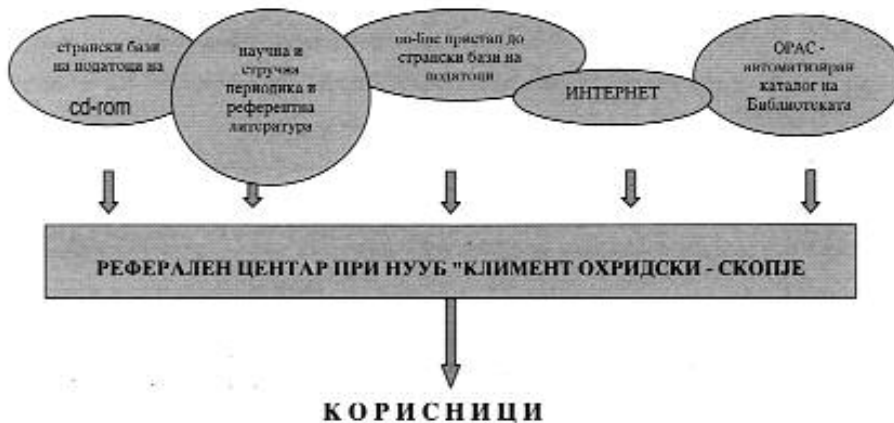 странски бази
на податоци на
cd-rom
научна и
стручна
периодика и
референтна
литература
on-line пристап до
странски бази на
податоци
ИНТЕРНЕТ
OPAC -
автоматизиран
каталог на
Библиотеката
РЕФЕРАЛЕН ЦЕНТАР ПРИ НУУБ "КЛИМЕНТ ОХРИДСКИ - СКОПЈЕ
КОРИСНИЦИ